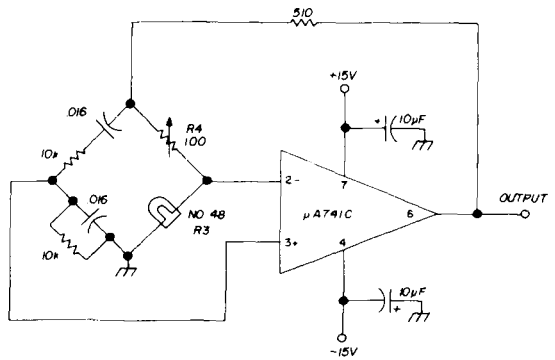 510
+15V
.016
R4
100
10μF
+
10k
7
2-
NO 48
R3
.016
μA741C
6
OUTPUT
3+
10k
4
10μF
+
-15V